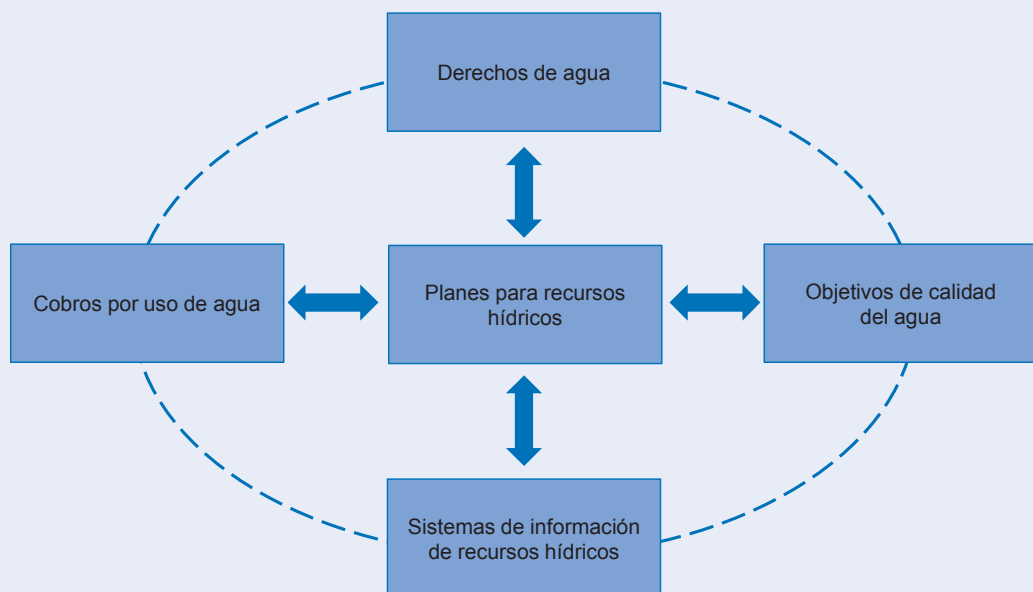 Derechos de agua
Cobros por uso de agua
Planes para recursos
hídricos
Objetivos de calidad
del agua
Sistemas de información
de recursos hídricos